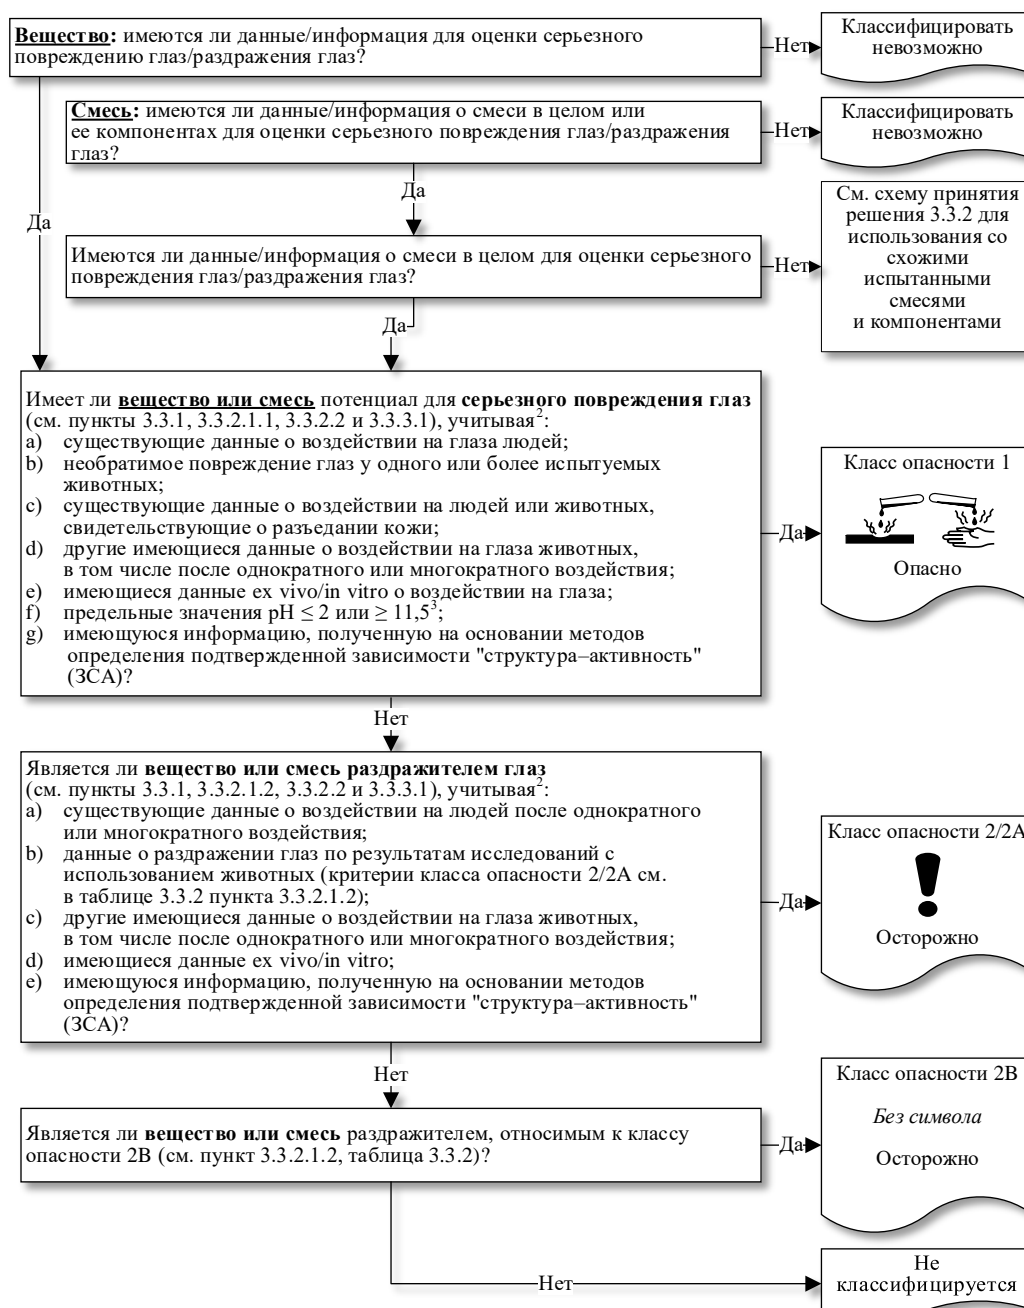 Вещество: имеются ли данные/информация для оценки серьезного
повреждению глаз/раздражения глаз?
Нет
Классифицировать
невозможно
Смесь: имеются ли данные/информация о смеси в целом или
ее компонентах для оценки серьезного повреждения глаз/раздражения
глаз?
Нет
Классифицировать
невозможно
Да
Да
Имеются ли данные/информация о смеси в целом для оценки серьезного
повреждения глаз/раздражения глаз?
Нет
См. схему принятия
решения 3.3.2 для
использования со
схожими
испытанными
смесями
и компонентами
Да
Имеет ли вещество или смесь потенциал для серьезного повреждения глаз
(см. пункты 3.3.1, 3.3.2.1.1, 3.3.2.2 и 3.3.3.1), учитывая²:
a) существующие данные о воздействии на глаза людей;
b) необратимое повреждение глаз у одного или более испытуемых
животных;
c) существующие данные о воздействии на людей или животных,
свидетельствующие о разъедании кожи;
d) другие имеющиеся данные о воздействии на глаза животных,
в том числе после однократного или многократного воздействия;
e) имеющиеся данные ex vivo/in vitro о воздействии на глаза;
f) предельные значения pH ≤ 2 или ≥ 11,5³;
g) имеющуюся информацию, полученную на основании методов
определения подтвержденной зависимости "структура–активность"
(ЗСА)?
Да
Класс опасности 1
Опасно
Нет
Является ли вещество или смесь раздражителем глаз
(см. пункты 3.3.1, 3.3.2.1.2, 3.3.2.2 и 3.3.3.1), учитывая²:
a) существующие данные о воздействии на людей после однократного
или многократного воздействия;
b) данные о раздражении глаз по результатам исследований с
использованием животных (критерии класса опасности 2/2A см.
в таблице 3.3.2 пункта 3.3.2.1.2);
c) другие имеющиеся данные о воздействии на глаза животных,
в том числе после однократного или многократного воздействия;
d) имеющиеся данные ex vivo/in vitro;
e) имеющуюся информацию, полученную на основании методов
определения подтвержденной зависимости "структура–активность"
(ЗСА)?
Да
Класс опасности 2/2A
Осторожно
Нет
Является ли вещество или смесь раздражителем, относимым к классу
опасности 2B (см. пункт 3.3.2.1.2, таблица 3.3.2)?
Да
Класс опасности 2B
Без символа
Осторожно
Нет
Не
классифицируется